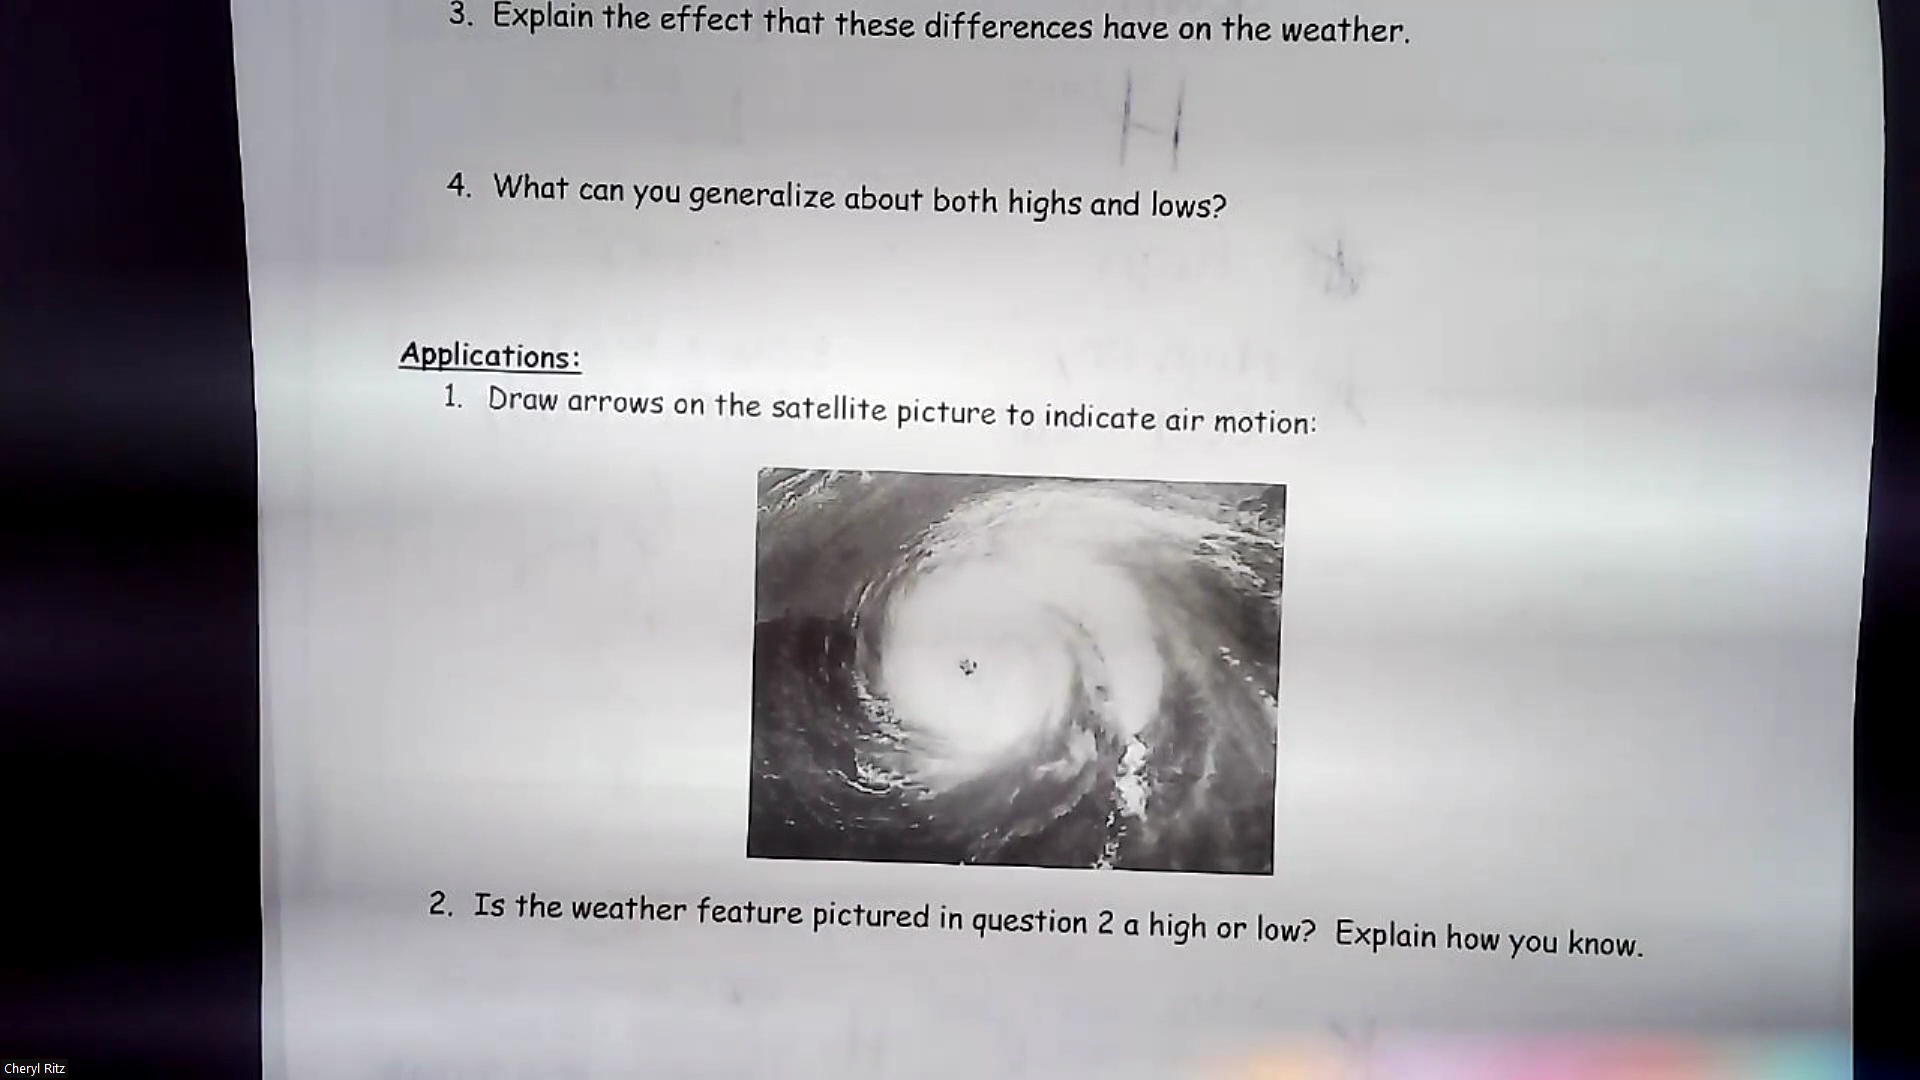 3. Explain the effect that these differences have on the weather.
H
4. What can you generalize about both highs and lows?
Applications:
1. Draw arrows on the satellite picture to indicate air motion:
2. Is the weather feature pictured in question 2 a high or low? Explain how you know.
Cheryl Ritz